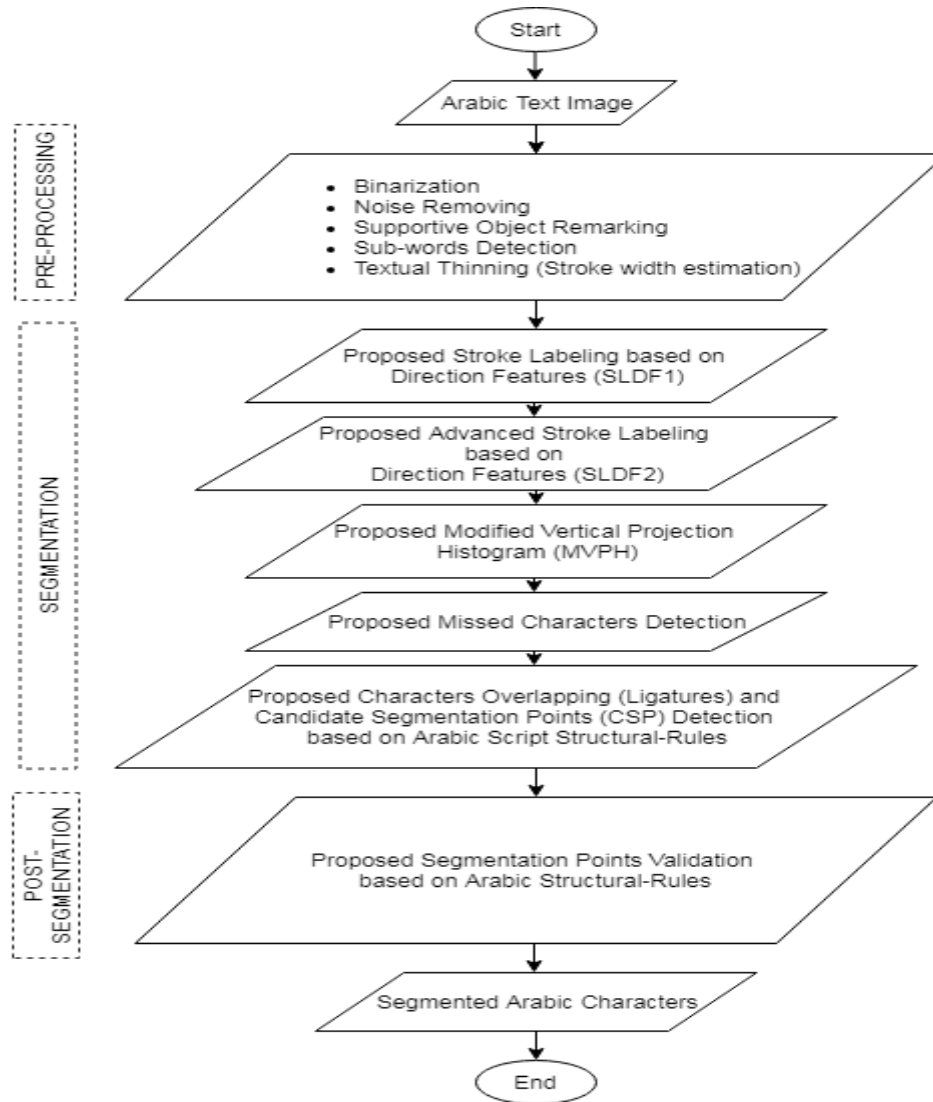 Start
Arabic Text Image
PRE-PROCESSING
• Binarization
• Noise Removing
• Supportive Object Remarking
• Sub-words Detection
• Textual Thinning (Stroke width estimation)
SEGMENTATION
Proposed Stroke Labeling based on
Direction Features (SLDF1)
Proposed Advanced Stroke Labeling
based on
Direction Features (SLDF2)
Proposed Modified Vertical Projection
Histogram (MVPH)
Proposed Missed Characters Detection
Proposed Characters Overlapping (Ligatures) and
Candidate Segmentation Points (CSP) Detection
based on Arabic Script Structural-Rules
POST-
SEGMENTATION
Proposed Segmentation Points Validation
based on Arabic Structural-Rules
Segmented Arabic Characters
End